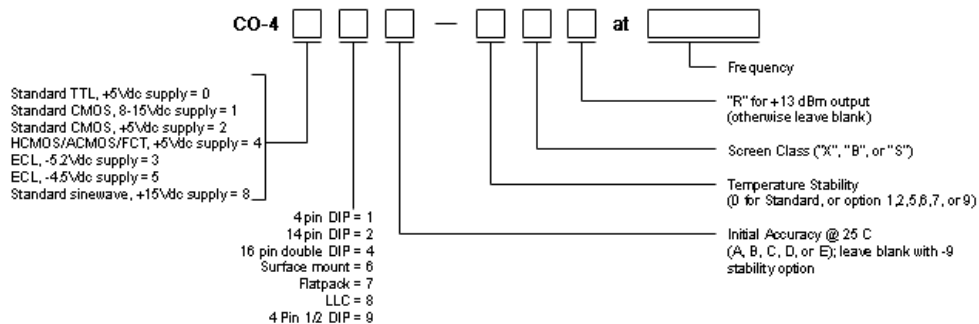 CO-4 — at
Standard TTL, +5Vdc supply = 0
Standard CMOS, 8-15Vdc supply = 1
Standard CMOS, +5Vdc supply = 2
HCMOS/ACMOS/FCT, +5Vdc supply = 4
ECL, -5.2Vdc supply = 3
ECL, -4.5Vdc supply = 5
Standard sinewave, +15Vdc supply = 8
4 pin DIP = 1
14 pin DIP = 2
16 pin double DIP = 4
Surface mount = 6
Flatpack = 7
LLC = 8
4 Pin 1/2 DIP = 9
Frequency
"R" for +13 dBm output
(otherwise leave blank)
Screen Class ("X", "B", or "S")
Temperature Stability
(0 for Standard, or option 1,2,5,6,7, or 9)
Initial Accuracy @ 25 C
(A, B, C, D, or E); leave blank with -9
stability option